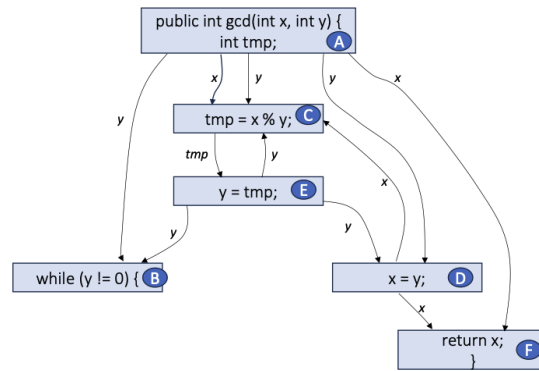 public int gcd(int x, int y) {
int tmp; A
x y y x
y
tmp = x % y; C
tmp y x
y = tmp; E
y y
while (y != 0) { B
x = y; D
x
return x; F
}